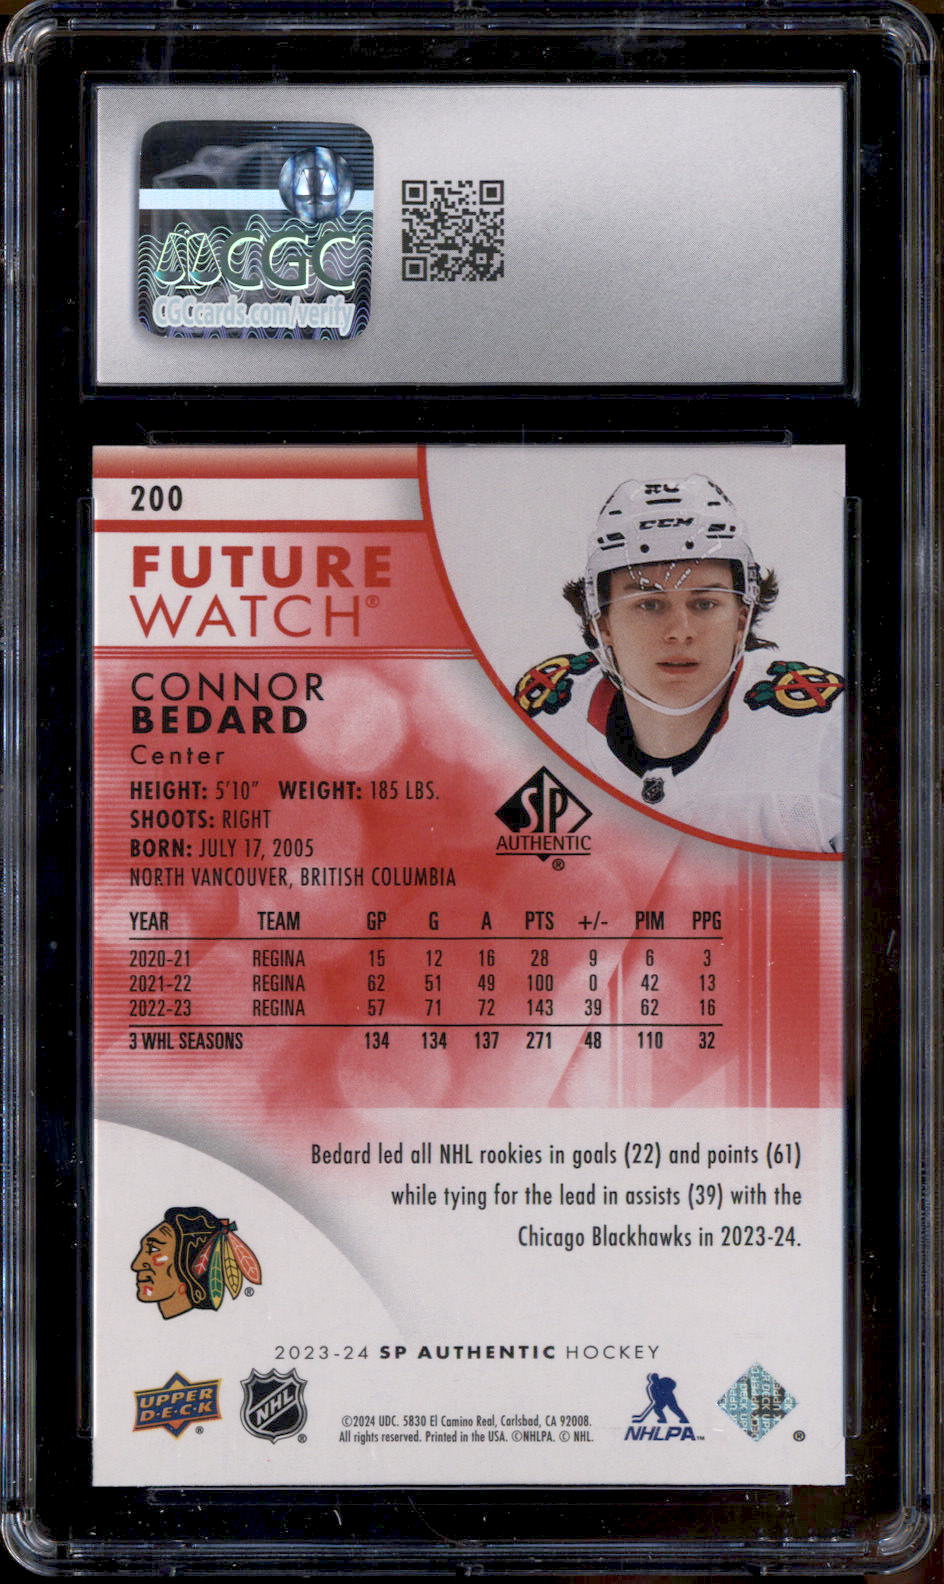 CGC
CGCcards.com/verify
200
FUTURE
WATCH®
CCM
CONNOR
BEDARD
Center
HEIGHT: 5'10" WEIGHT: 185 LBS.
SHOOTS: RIGHT
BORN: JULY 17, 2005
NORTH VANCOUVER, BRITISH COLUMBIA
SP
AUTHENTIC
®
YEAR TEAM GP G A PTS +/- PIM PPG
2020-21 REGINA 15 12 16 28 9 6 3
2021-22 REGINA 62 51 49 100 0 42 13
2022-23 REGINA 57 71 72 143 39 62 16
3 WHL SEASONS 134 134 137 271 48 110 32
Bedard led all NHL rookies in goals (22) and points (61)
while tying for the lead in assists (39) with the
Chicago Blackhawks in 2023-24.
®
2023-24 SP AUTHENTIC HOCKEY
UPPER
D·E·C·K
®
NHL
®
©2024 UDC. 5830 El Camino Real, Carlsbad, CA 92008.
All rights reserved. Printed in the USA. ©NHLPA. © NHL.
NHLPA™
®